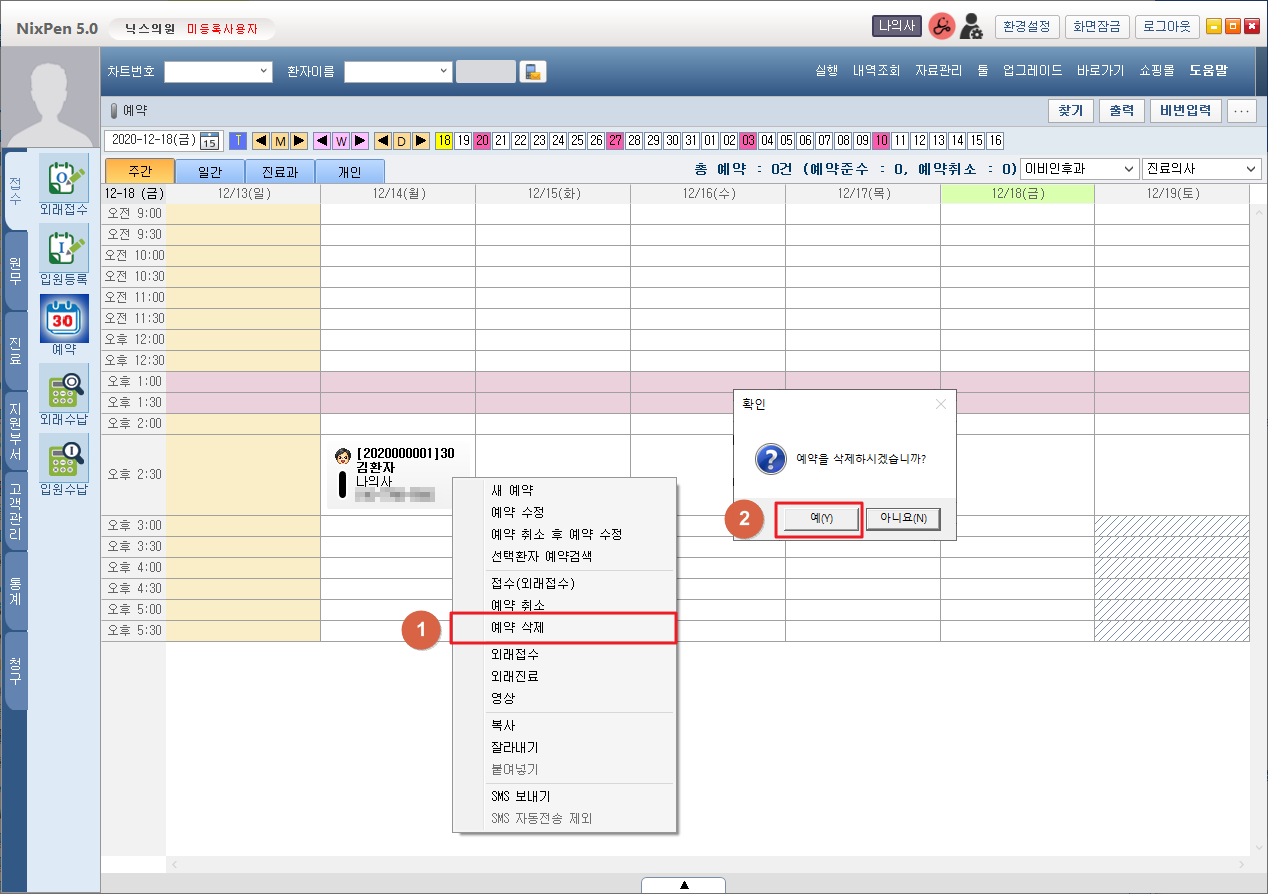 NixPen 5.0 닉스의원 미등록사용자 나의사 환경설정 화면잠금 로그아웃
차트번호 환자이름 실행 내역조회 자료관리 툴 업그레이드 바로가기 쇼핑몰 도움말
예약 찾기 출력 비번입력 ...
2020-12-18(금) 15 T ◀ M ▶ ◀ W ▶ ◀ D ▶ 18 19 20 21 22 23 24 25 26 27 28 29 30 31 01 02 03 04 05 06 07 08 09 10 11 12 13 14 15 16
주간 일간 진료과 개인 총 예약 : 0건 (예약준수 : 0, 예약취소 : 0) 이비인후과 진료의사
12-18 (금) 12/13(일) 12/14(월) 12/15(화) 12/16(수) 12/17(목) 12/18(금) 12/19(토)
접수
원무
진료
지원부서
고객관리
통계
청구
외래접수
입원등록
30
예약
외래수납
입원수납
오전 9:00
오전 9:30
오전 10:00
오전 10:30
오전 11:00
오전 11:30
오후 12:00
오후 12:30
오후 1:00
오후 1:30
오후 2:00
오후 2:30
오후 3:00
오후 3:30
오후 4:00
오후 4:30
오후 5:00
오후 5:30
[2020000001]30
김환자
나의사
새 예약
예약 수정
예약 취소 후 예약 수정
선택환자 예약검색
접수(외래접수)
예약 취소
1 예약 삭제
외래접수
외래진료
영상
복사
잘라내기
붙여넣기
SMS 보내기
SMS 자동전송 제외
확인
예약을 삭제하시겠습니까?
2 예(Y) 아니요(N)